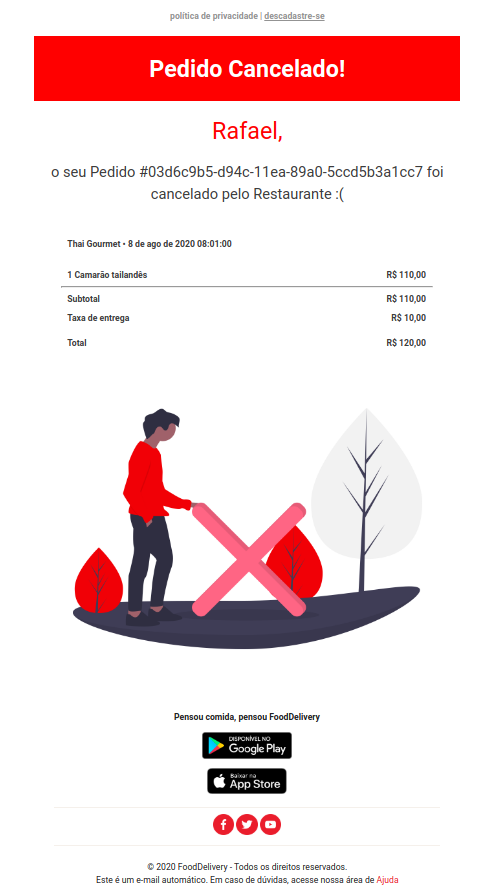 política de privacidade | descadastre-se
Pedido Cancelado!
Rafael,
o seu Pedido #03d6c9b5-d94c-11ea-89a0-5ccd5b3a1cc7 foi
cancelado pelo Restaurante :(
Thai Gourmet • 8 de ago de 2020 08:01:00
1 Camarão tailandês R$ 110,00
Subtotal R$ 110,00
Taxa de entrega R$ 10,00
Total R$ 120,00
Pensou comida, pensou FoodDelivery
DISPONÍVEL NO
Google Play
Baixar na
App Store
© 2020 FoodDelivery - Todos os direitos reservados.
Este é um e-mail automático. Em caso de dúvidas, acesse nossa área de Ajuda